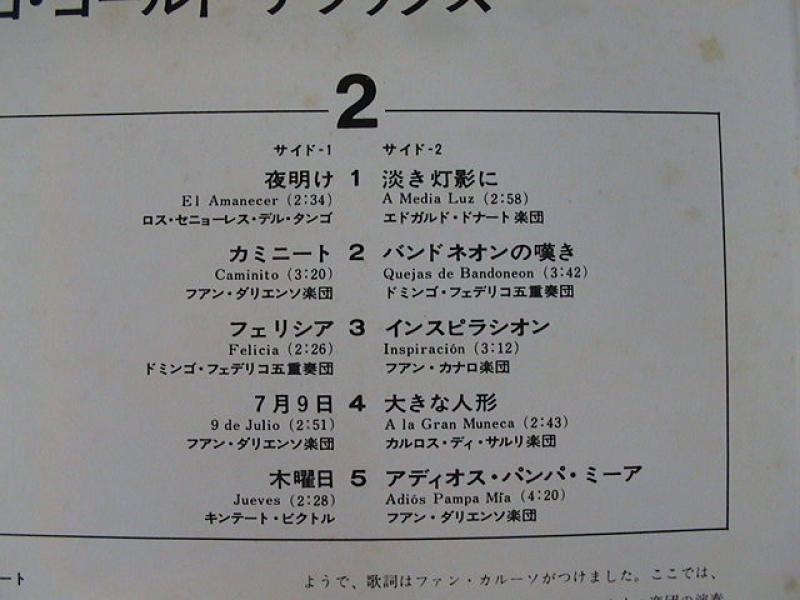 コ・ゴールド デラックス
2
サイド-1
夜明け 1
El Amanecer (2:34)
ロス・セニョーレス・デル・タンゴ
カミニート 2
Caminito (3:20)
フアン・ダリエンソ楽団
フェリシア 3
Felicia (2:26)
ドミンゴ・フェデリコ五重奏団
7月9日 4
9 de Julio (2:51)
フアン・ダリエンソ楽団
木曜日 5
Jueves (2:28)
キンテート・ビクトル
サイド-2
淡き灯影に
A Media Luz (2:58)
エドガルド・ドナート楽団
バンドネオンの嘆き
Quejas de Bandoneon (3:42)
ドミンゴ・フェデリコ五重奏団
インスピラシオン
Inspiración (3:12)
フアン・カナロ楽団
大きな人形
A la Gran Muneca (2:43)
カルロス・ディ・サルリ楽団
アディオス・パンパ・ミーア
Adiós Pampa Mía (4:20)
フアン・ダリエンソ楽団
ート
ようで、歌詞はファン・カルーソがつけました。ここでは、